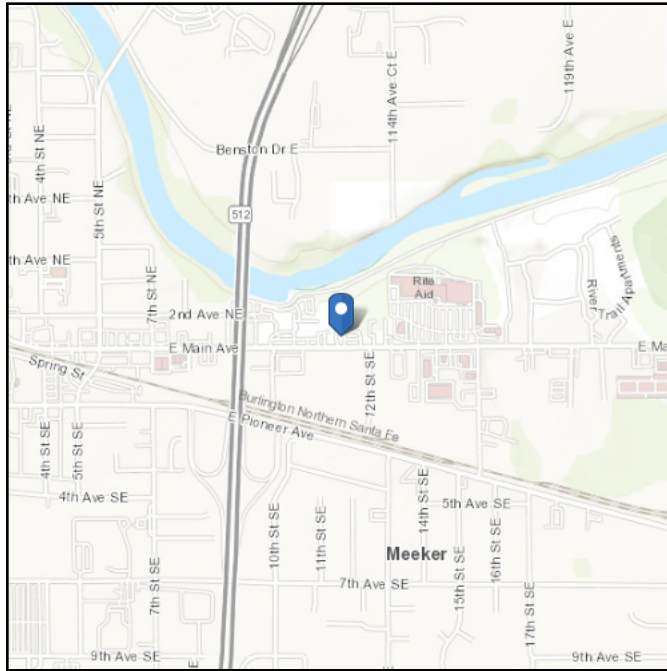 119th Ave E
114th Ave Ct E
Benston Dr E
4th St NE
5th St NE
th Ave NE
512
th Ave NE
7th St NE
2nd Ave NE
Rite
Aid
River Trail Apartments
E Main Ave
E Ma
Spring St
12th St SE
Burlington Northern Santa Fe
E Pioneer Ave
4th St SE
5th St SE
4th Ave SE
10th St SE
11th St SE
14th St SE
5th Ave SE
16th St SE
Meeker
7th St SE
7th Ave SE
15th St SE
17th St SE
9th Ave SE
9th Ave SE